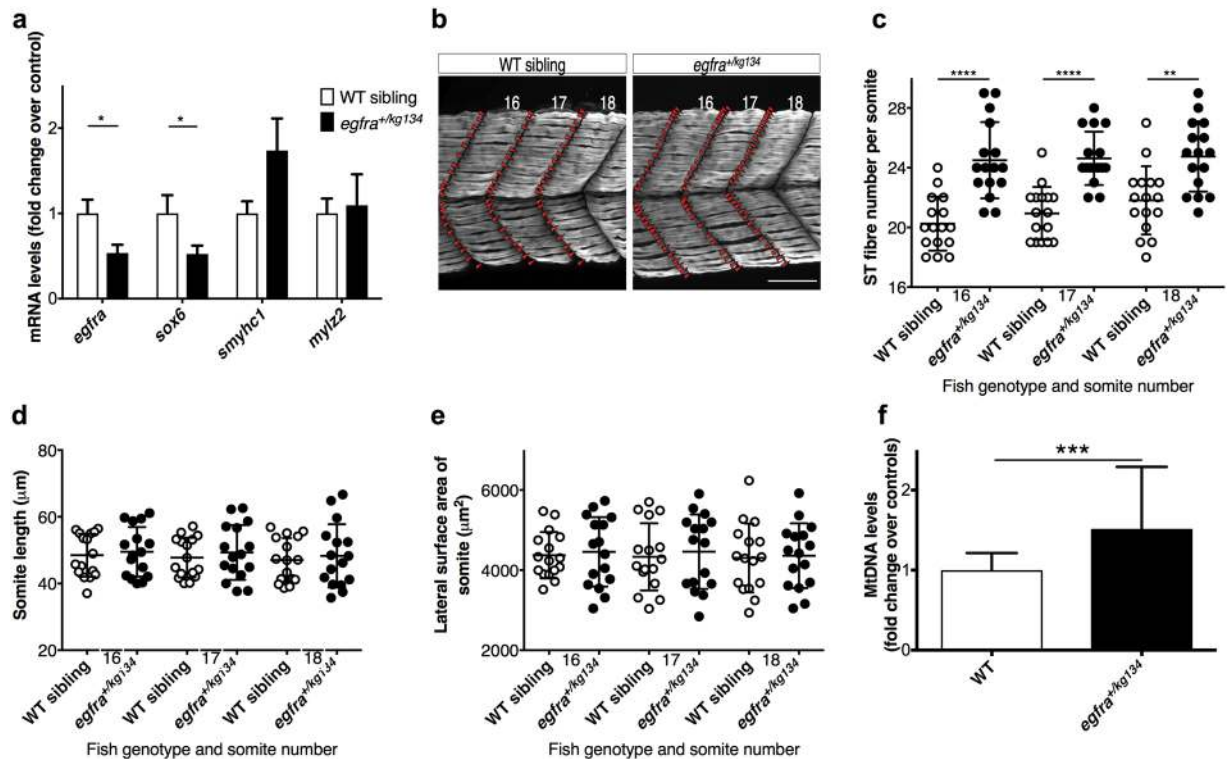 a
mRNA levels (fold change over control)
2
1
0
*
*
WT sibling
egfra+/kg134
egfra
sox6
smyhc1
mylz2
b
WT sibling
egfra+/kg134
16 17 18
16 17 18
c
ST fibre number per somite
28
24
20
16
****
****
**
16 17 18
WT sibling
egfra+/kg134
WT sibling
egfra+/kg134
WT sibling
egfra+/kg134
Fish genotype and somite number
d
Somite length (μm)
80
60
40
20
16 17 18
WT sibling
egfra+/kg134
WT sibling
egfra+/kg134
WT sibling
egfra+/kg134
Fish genotype and somite number
e
Lateral surface area of
somite (μm²)
6000
4000
2000
16 17 18
WT sibling
egfra+/kg134
WT sibling
egfra+/kg134
WT sibling
egfra+/kg134
Fish genotype and somite number
f
MtDNA levels
(fold change over controls)
2
1
0
***
WT
egfra+/kg134